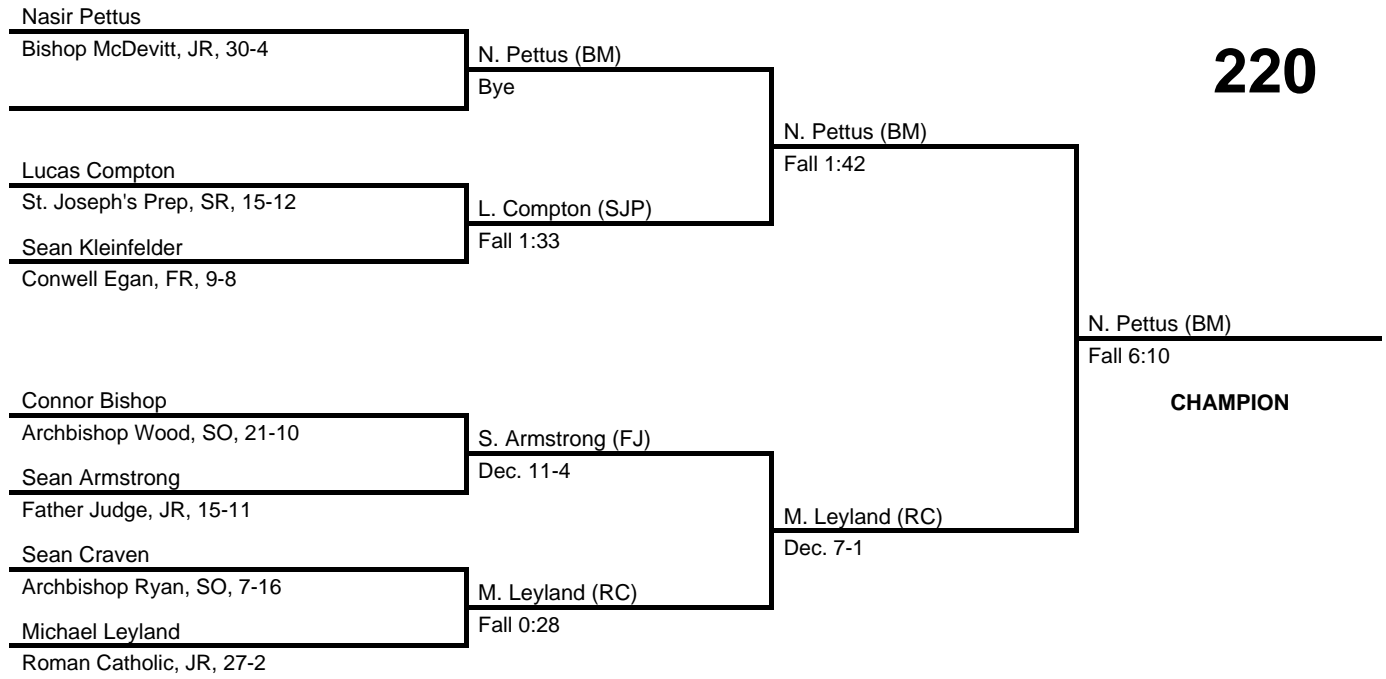 Nasir Pettus
Bishop McDevitt, JR, 30-4
N. Pettus (BM)
Bye
220
N. Pettus (BM)
Fall 1:42
Lucas Compton
St. Joseph's Prep, SR, 15-12
L. Compton (SJP)
Fall 1:33
Sean Kleinfelder
Conwell Egan, FR, 9-8
N. Pettus (BM)
Fall 6:10
CHAMPION
Connor Bishop
Archbishop Wood, SO, 21-10
S. Armstrong (FJ)
Dec. 11-4
Sean Armstrong
Father Judge, JR, 15-11
M. Leyland (RC)
Dec. 7-1
Sean Craven
Archbishop Ryan, SO, 7-16
M. Leyland (RC)
Fall 0:28
Michael Leyland
Roman Catholic, JR, 27-2